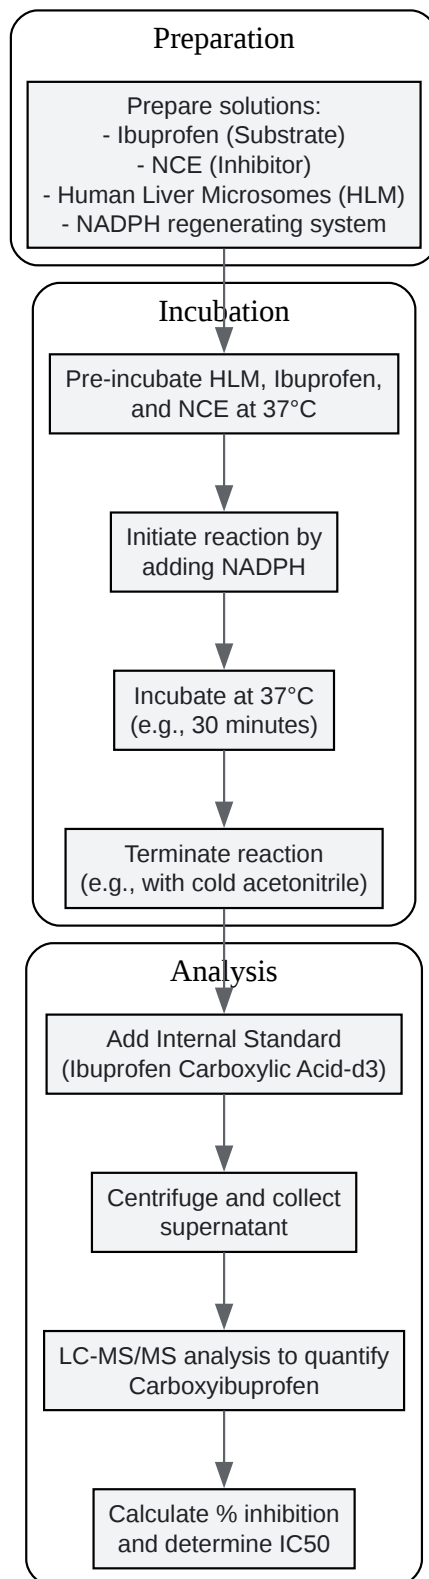 Preparation
Prepare solutions:
- Ibuprofen (Substrate)
- NCE (Inhibitor)
- Human Liver Microsomes (HLM)
- NADPH regenerating system
Incubation
Pre-incubate HLM, Ibuprofen,
and NCE at 37°C
Initiate reaction by
adding NADPH
Incubate at 37°C
(e.g., 30 minutes)
Terminate reaction
(e.g., with cold acetonitrile)
Analysis
Add Internal Standard
(Ibuprofen Carboxylic Acid-d3)
Centrifuge and collect
supernatant
LC-MS/MS analysis to quantify
Carboxyibuprofen
Calculate % inhibition
and determine IC50